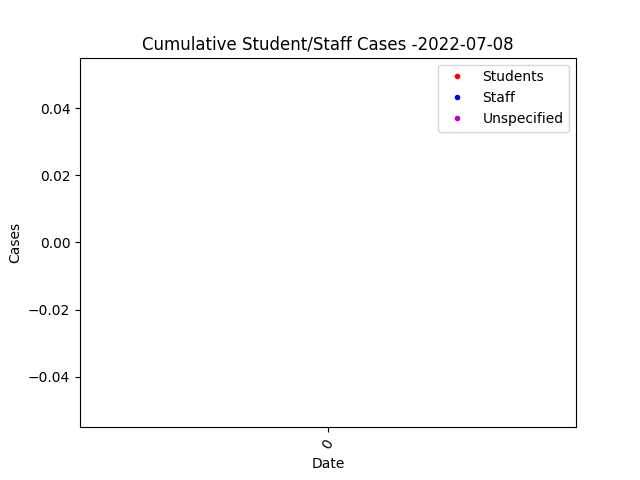 Cumulative Student/Staff Cases -2022-07-08
Students
Staff
Unspecified
0.04
0.02
0.00
−0.02
−0.04
Cases
0
Date